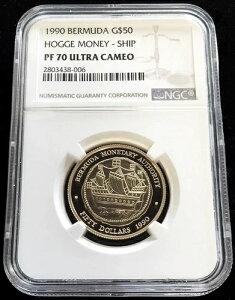 1990 BERMUDA G$50
HOGGE MONEY - SHIP
PF 70 ULTRA CAMEO
2803438-006
NUMISMATIC GUARANTY CORPORATION
NGC
BERMUDA MONETARY AUTHORITY
FIFTY DOLLARS 1990